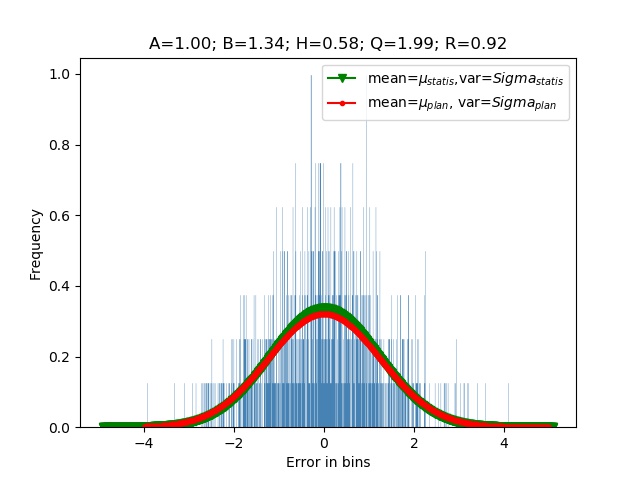 A=1.00; B=1.34; H=0.58; Q=1.99; R=0.92
mean=μstatis,var=Sigmastatis
mean=μplan, var=Sigmaplan
1.0
0.8
0.6
0.4
0.2
0.0
Frequency
−4 −2 0 2 4
Error in bins